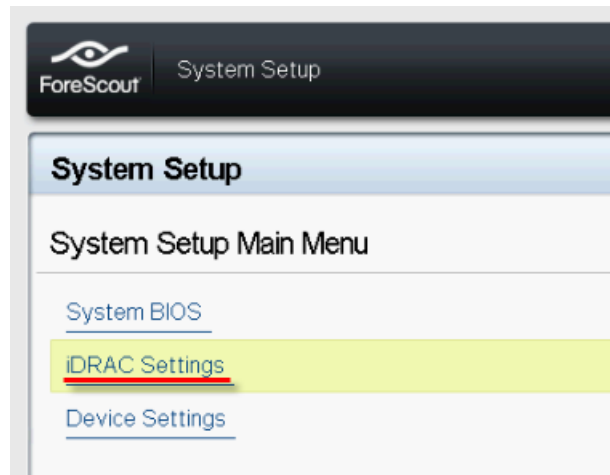 ForeScout
System Setup
System Setup
System Setup Main Menu
System BIOS
iDRAC Settings
Device Settings